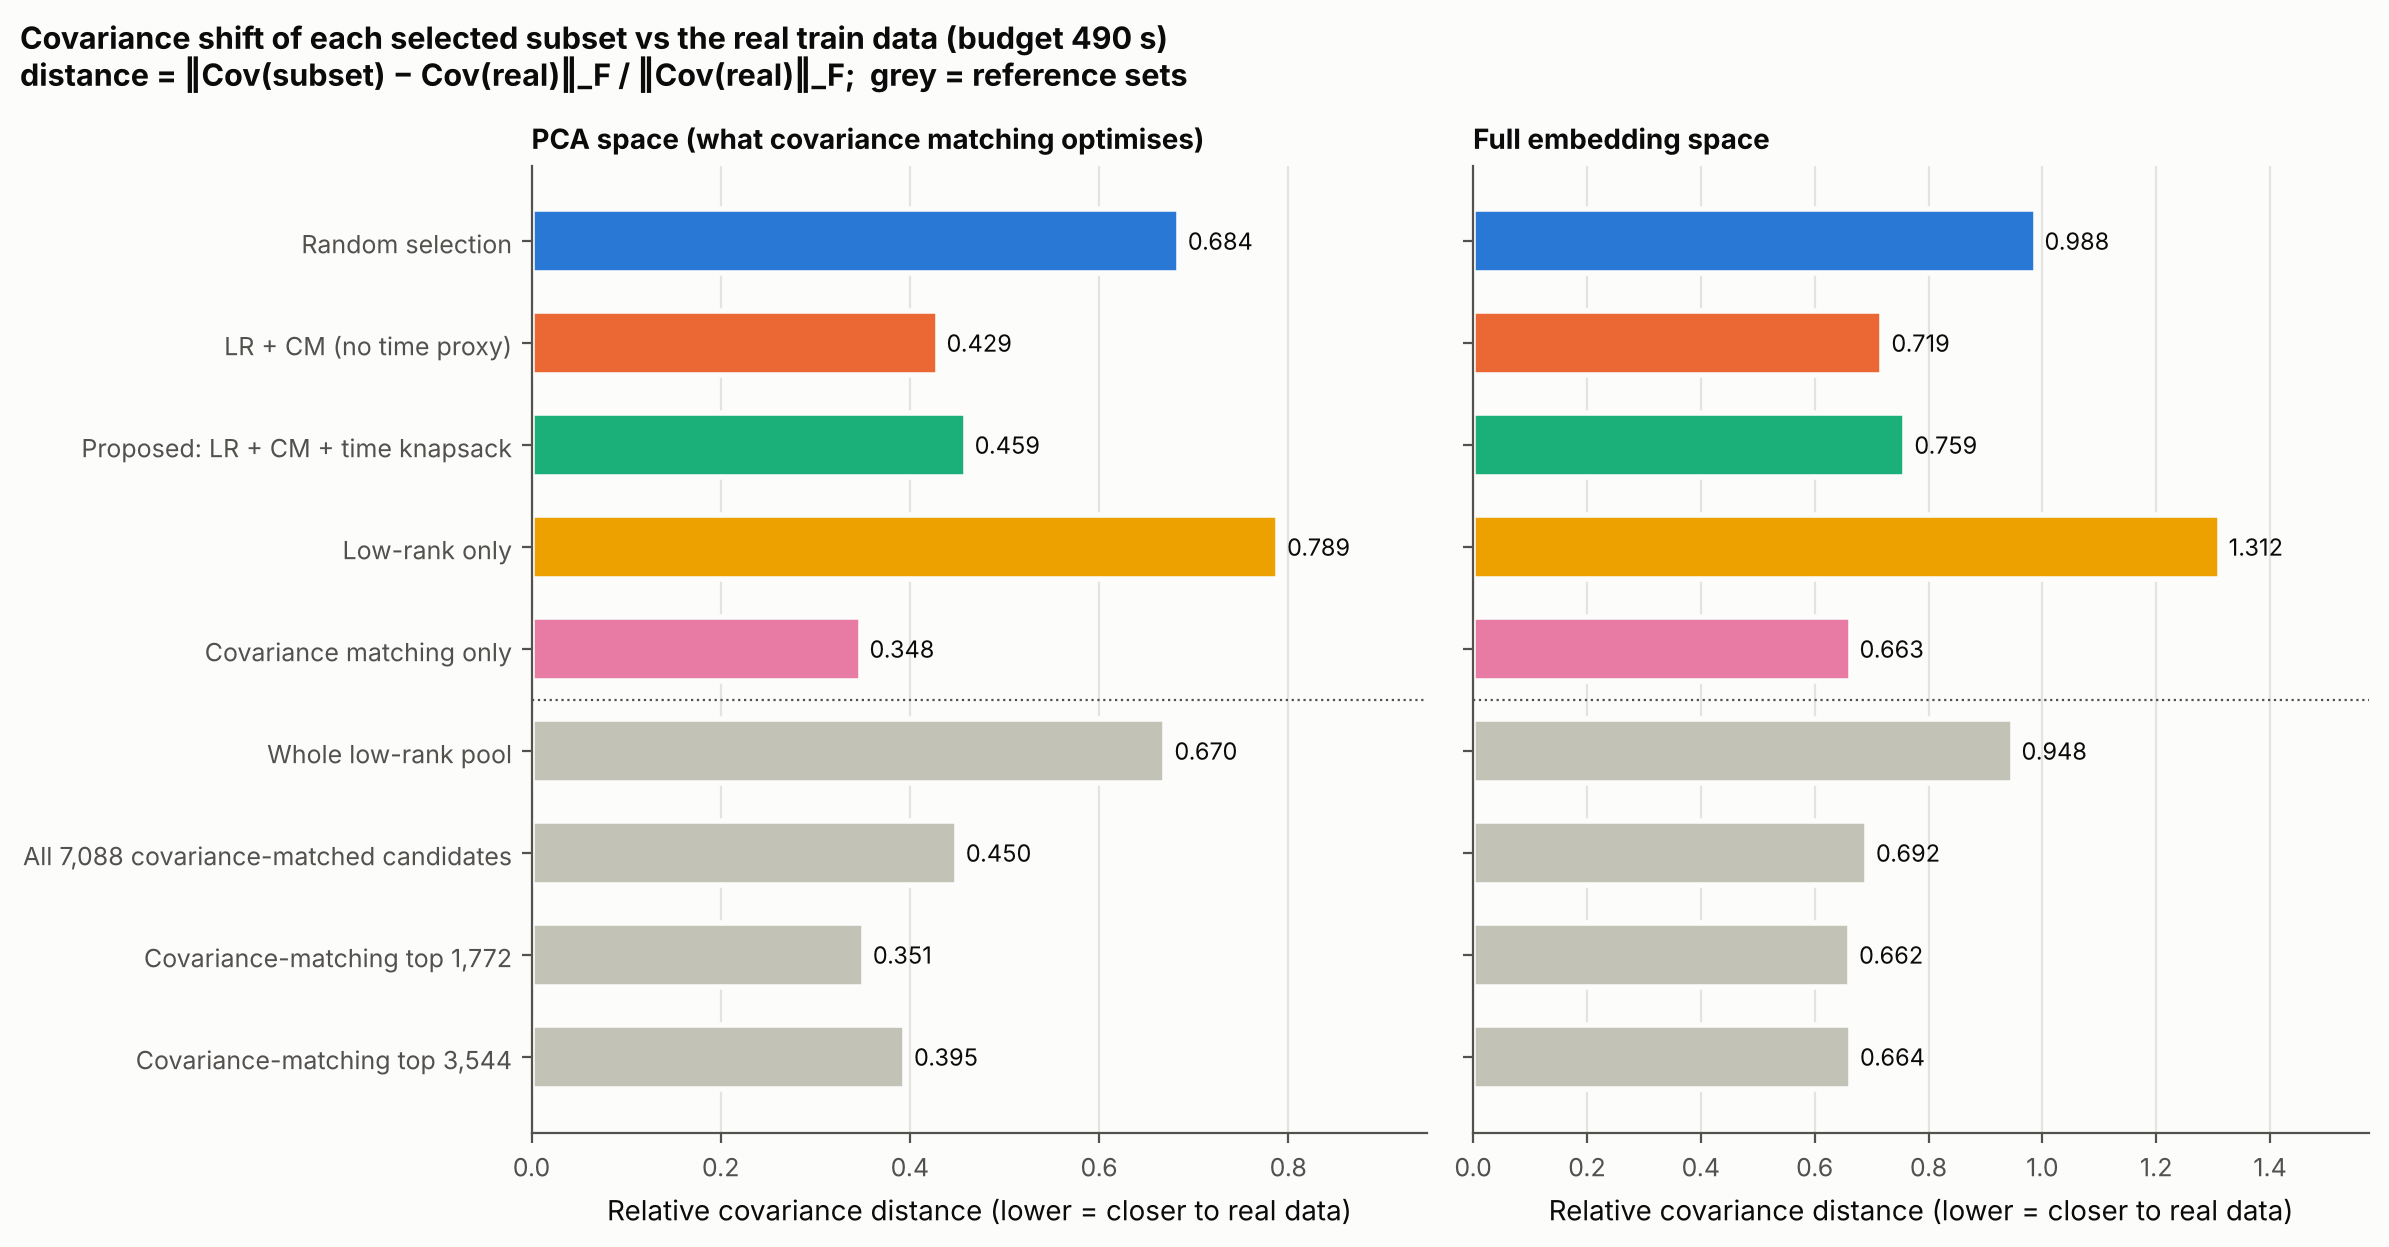 Covariance shift of each selected subset vs the real train data (budget 490 s)
distance = ‖Cov(subset) − Cov(real)‖_F / ‖Cov(real)‖_F;  grey = reference sets
PCA space (what covariance matching optimises)
Full embedding space
Random selection
0.684
0.988
LR + CM (no time proxy)
0.429
0.719
Proposed: LR + CM + time knapsack
0.459
0.759
Low-rank only
0.789
1.312
Covariance matching only
0.348
0.663
Whole low-rank pool
0.670
0.948
All 7,088 covariance-matched candidates
0.450
0.692
Covariance-matching top 1,772
0.351
0.662
Covariance-matching top 3,544
0.395
0.664
0.0 0.2 0.4 0.6 0.8
0.0 0.2 0.4 0.6 0.8 1.0 1.2 1.4
Relative covariance distance (lower = closer to real data)
Relative covariance distance (lower = closer to real data)